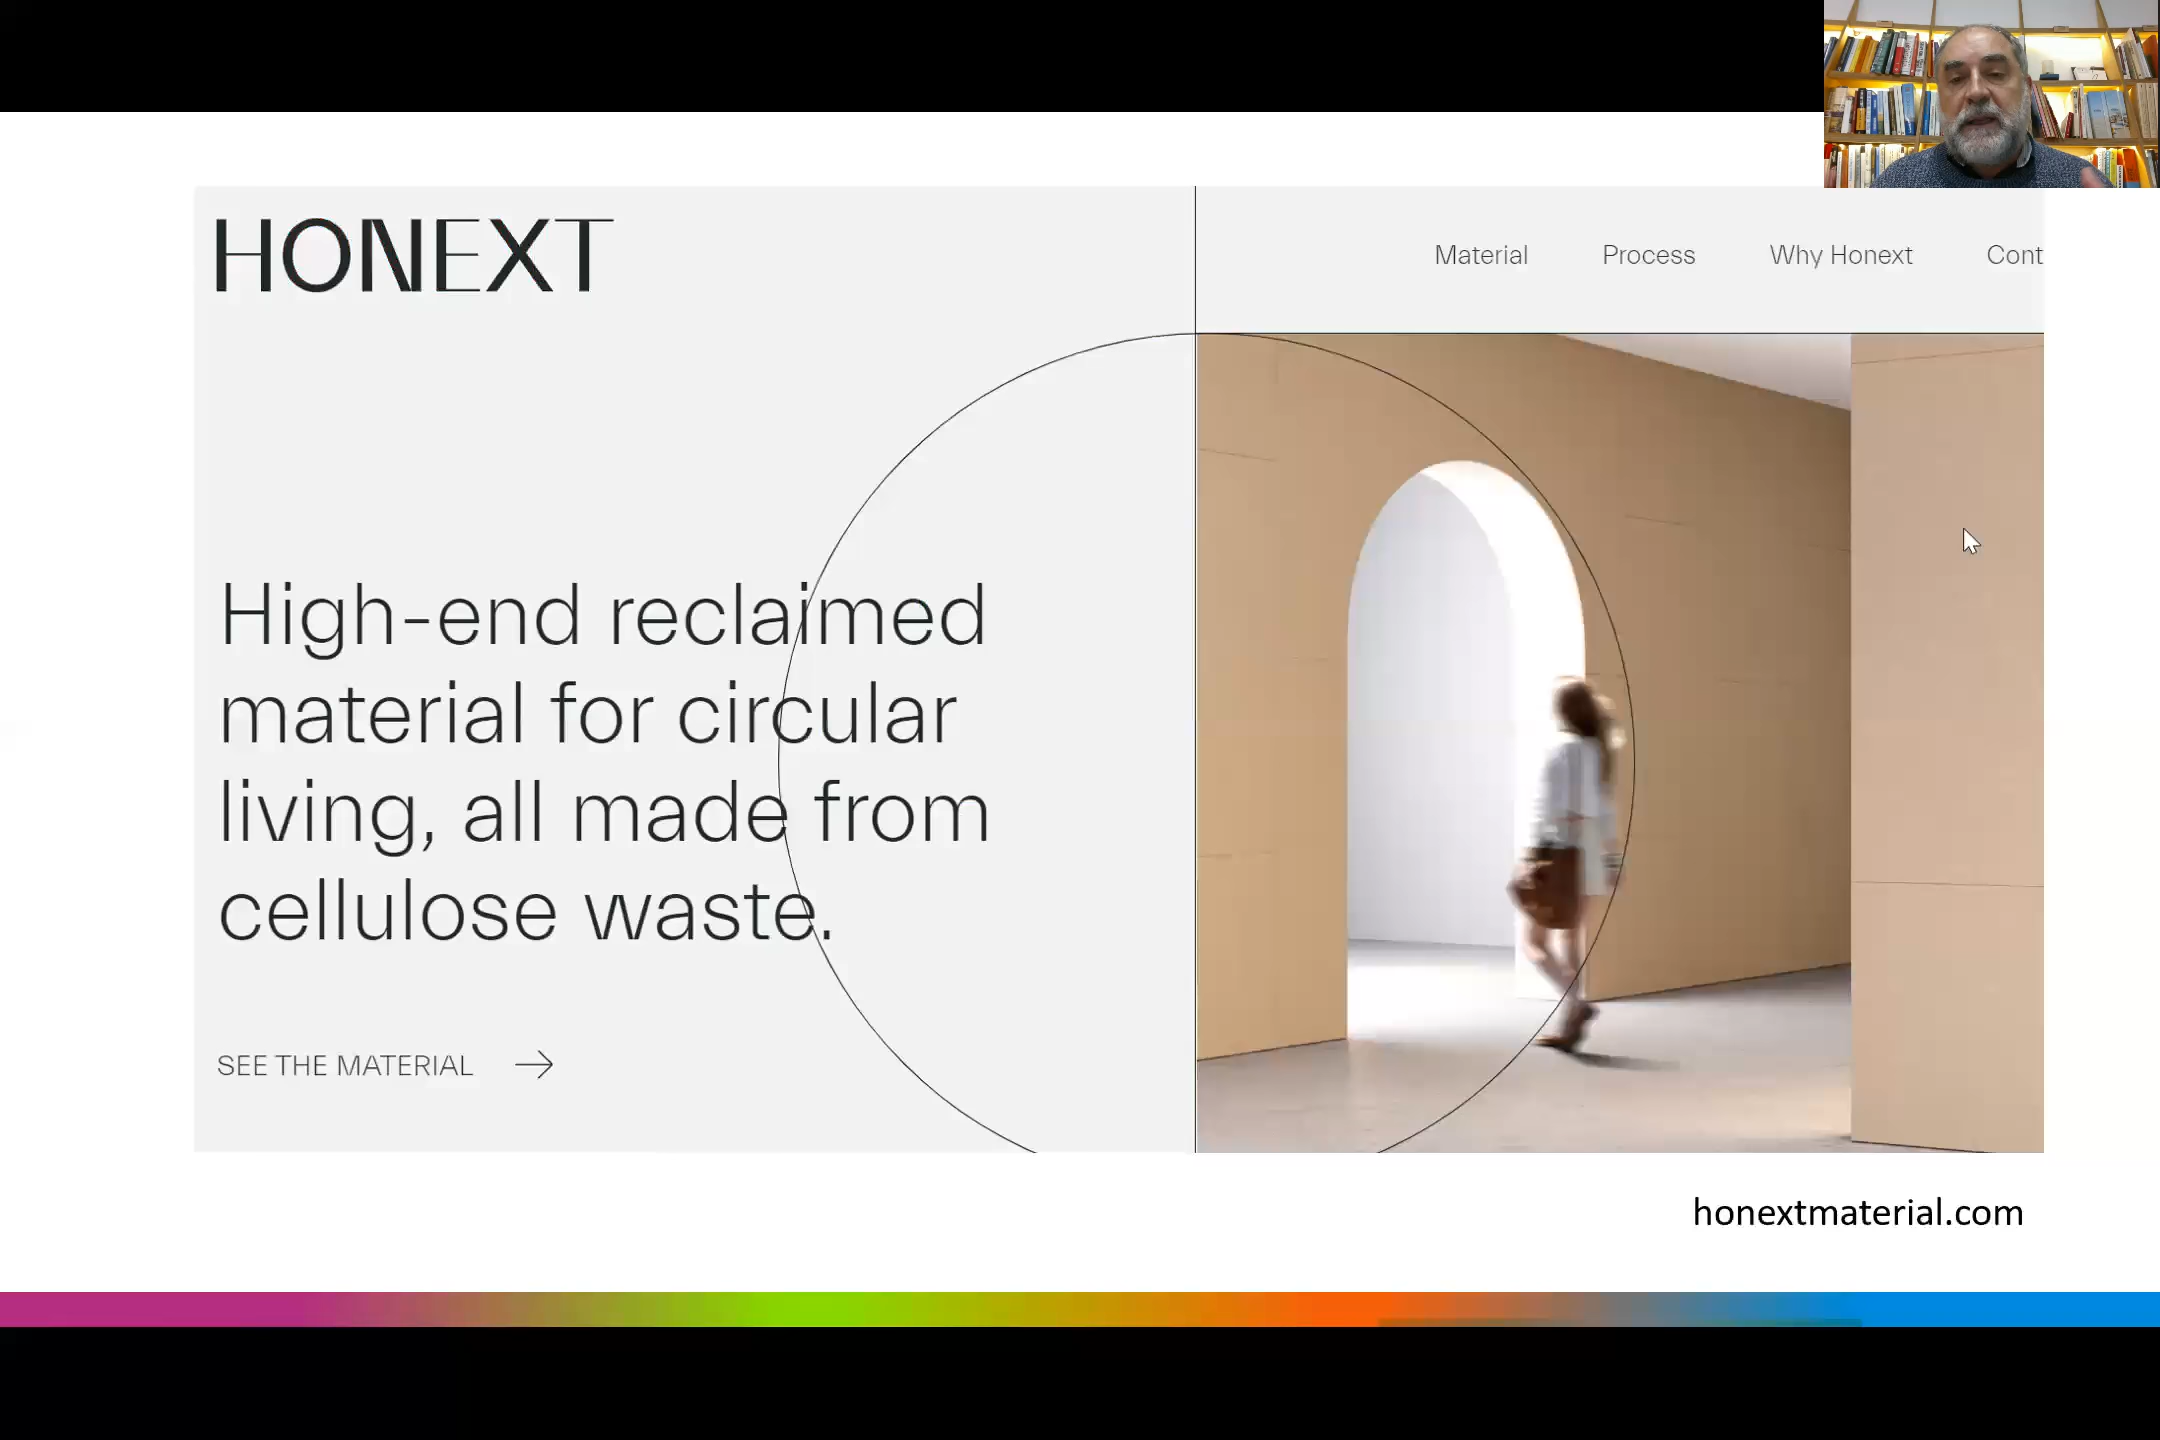 HONEXT
Material Process Why Honext Cont
High-end reclaimed
material for circular
living, all made from
cellulose waste.
SEE THE MATERIAL
honextmaterial.com